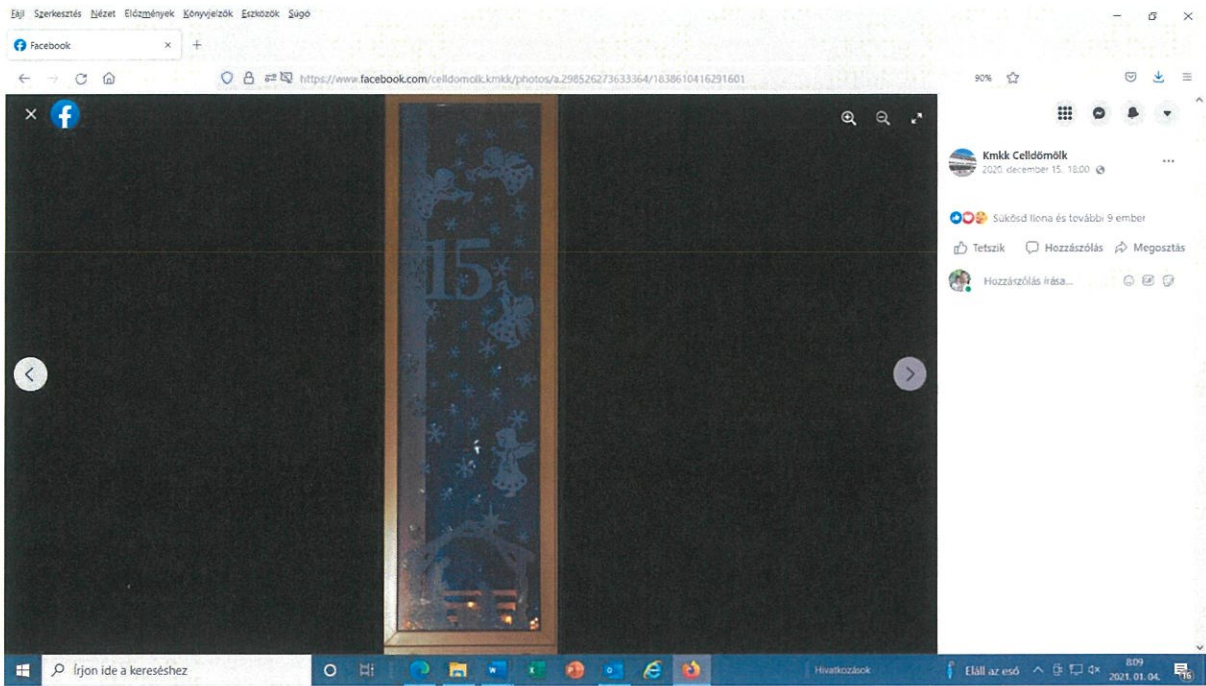 Fájl Szerkesztés Nézet Előzmények Könyvjelzők Eszközök Súgó
Facebook
https://www.facebook.com/celldomolk.kmkk/photos/a.298526273633364/1838610416291601
90%
Kmkk Celldömölk
2020. december 15. 18:00
Sükösd Ilona és további 9 ember
Tetszik Hozzászólás Megosztás
Hozzászólás írása...
15
Írjon ide a kereséshez
Hivatkozások
Eláll az eső
8:09
2021. 01. 04.
16